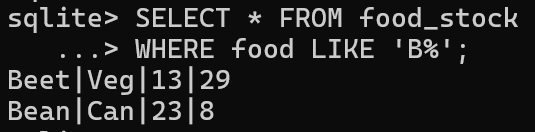 sqlite> SELECT * FROM food_stock
   ...> WHERE food LIKE 'B%';
Beet|Veg|13|29
Bean|Can|23|8